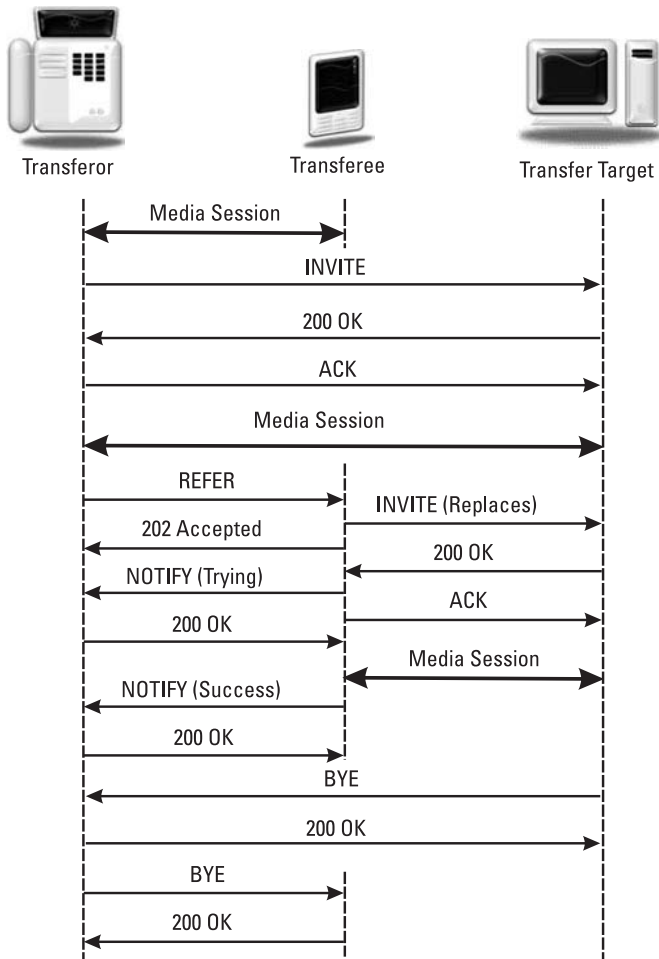 Transferor
Transferee
Transfer Target
Media Session
INVITE
200 OK
ACK
Media Session
REFER
INVITE (Replaces)
202 Accepted
200 OK
NOTIFY (Trying)
ACK
200 OK
Media Session
NOTIFY (Success)
200 OK
BYE
200 OK
BYE
200 OK